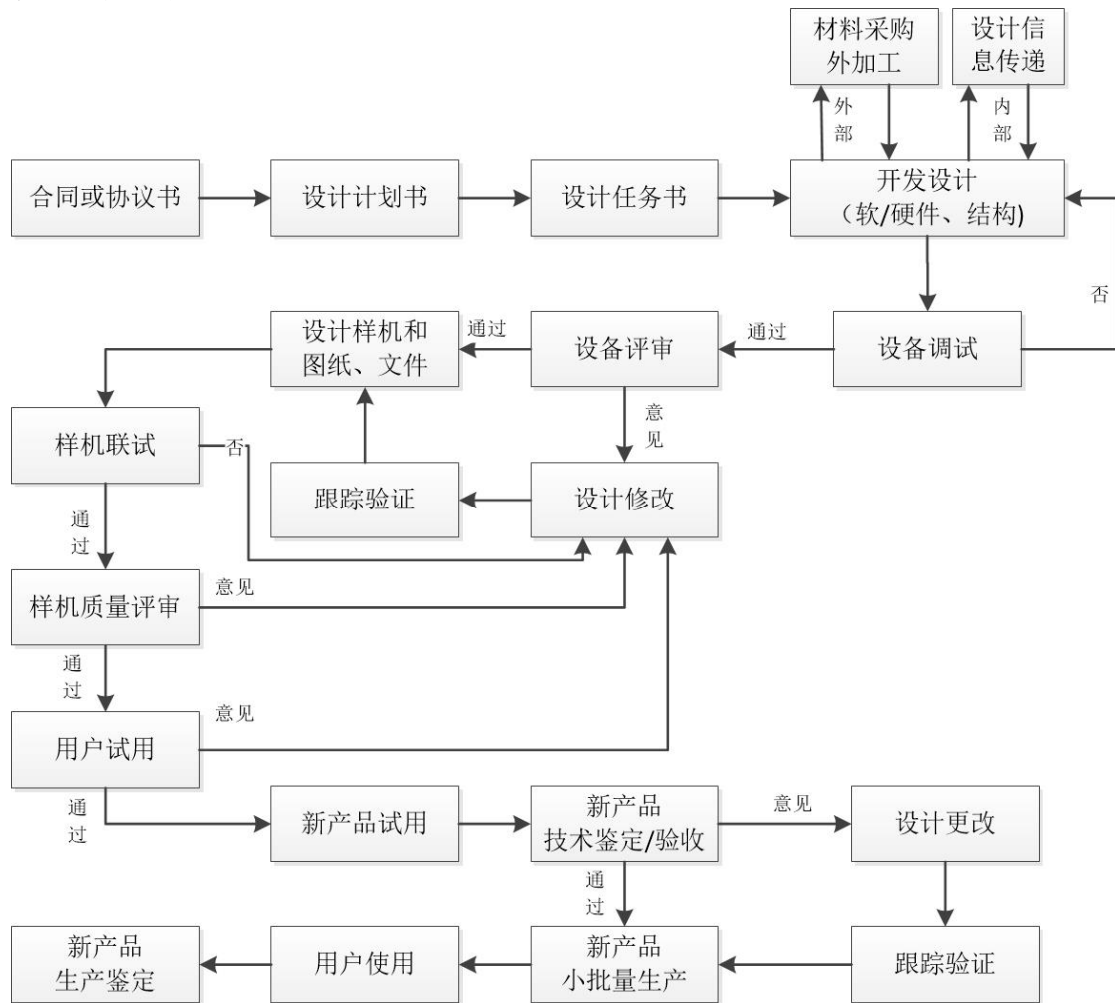 材料采购
外加工
设计信
息传递
外
部
内
部
合同或协议书
设计计划书
设计任务书
开发设计
（软/硬件、结构)
否
设计样机和
图纸、文件
通过
设备评审
通过
设备调试
意
见
样机联试
否
跟踪验证
设计修改
通
过
样机质量评审
意见
通
过
用户试用
意见
通
过
新产品试用
新产品
技术鉴定/验收
意见
设计更改
通
过
新产品
生产鉴定
用户使用
新产品
小批量生产
跟踪验证